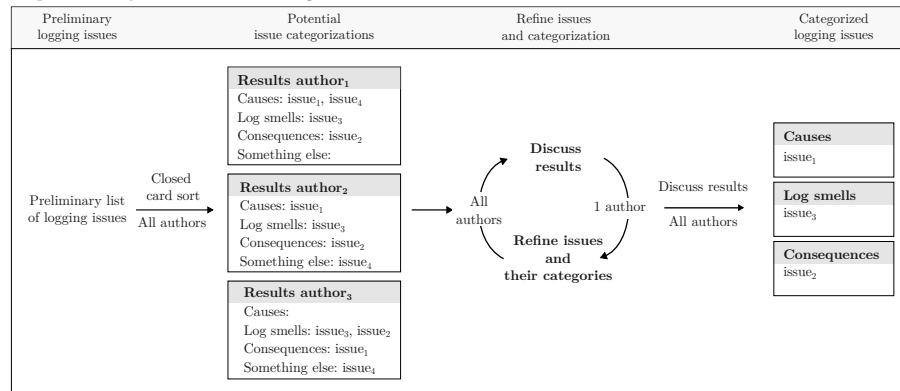 Preliminary
logging issues
Potential
issue categorizations
Refine issues
and categorization
Categorized
logging issues
Preliminary list
of logging issues
Closed
card sort
All authors
Results author₁
Causes: issue₁, issue₄
Log smells: issue₃
Consequences: issue₂
Something else:
Results author₂
Causes: issue₁
Log smells: issue₃
Consequences: issue₂
Something else: issue₄
Results author₃
Causes:
Log smells: issue₃, issue₂
Consequences: issue₁
Something else: issue₄
Discuss
results
All
authors
1 author
Refine issues
and
their categories
Discuss results
All authors
Causes
issue₁
Log smells
issue₃
Consequences
issue₂